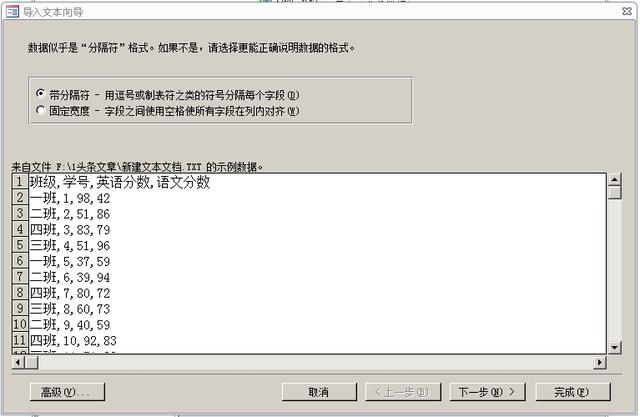 导入文本向导
数据似乎是“分隔符”格式。如果不是,请选择更能正确说明数据的格式。
带分隔符 - 用逗号或制表符之类的符号分隔每个字段(D)
固定宽度 - 字段之间使用空格使所有字段在列内对齐(W)
来自文件 F:\1头条文章\新建文本文档.TXT 的示例数据。
1 班级,学号,英语分数,语文分数
2 一班,1,98,42
3 二班,2,51,86
4 四班,3,83,79
5 三班,4,51,96
6 一班,5,37,59
7 二班,6,39,94
8 四班,7,80,72
9 三班,8,60,73
10 二班,9,40,59
11 四班,10,92,83
高级(V)... 取消 < 上一步(B) 下一步(N) > 完成(F)